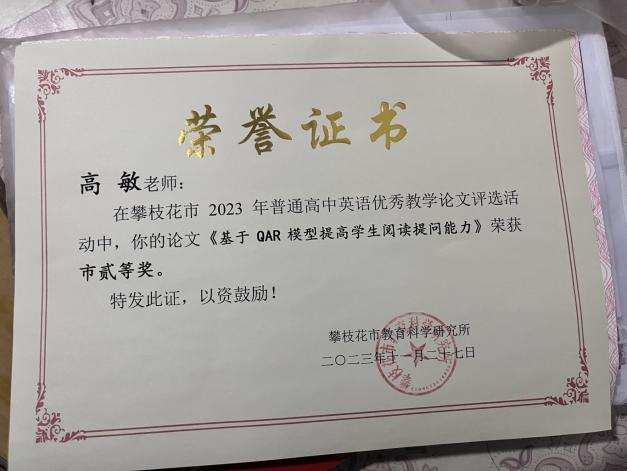 荣誉证书
高 敏老师：
在攀枝花市 2023 年普通高中英语优秀教学论文评选活
动中，你的论文《基于 QAR 模型提高学生阅读提问能力》荣获
市贰等奖。
特发此证，以资鼓励！
攀枝花市教育科学研究所
二〇二三年十一月二十七日